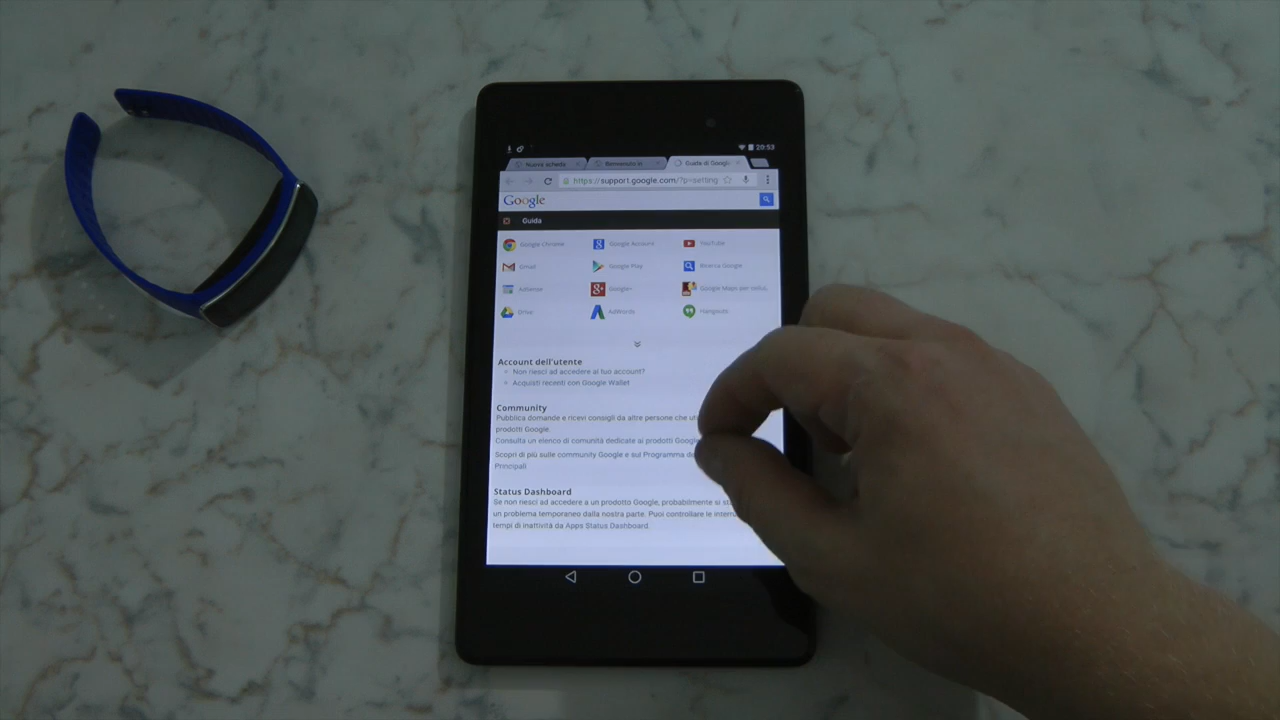 20:53
Nuova scheda
Benvenuto in
Guida di Google
https://support.google.com/?p=setting
Google
Guida
Google Chrome
Google Account
YouTube
Gmail
Google Play
Ricerca Google
AdSense
Google+
Google Maps per cellul.
Drive
AdWords
Hangouts
Account dell'utente
Non riesci ad accedere al tuo account?
Acquisti recenti con Google Wallet
Community
Pubblica domande e ricevi consigli da altre persone che
prodotti Google.
Consulta un elenco di comunità dedicate ai prodotti Google
Scopri di più sulle community Google e sul Programma
Principali
Status Dashboard
Se non riesci ad accedere a un prodotto Google, probabilmente si
un problema temporaneo dalla nostra parte. Puoi controllare le
tempi di inattività da Apps Status Dashboard.